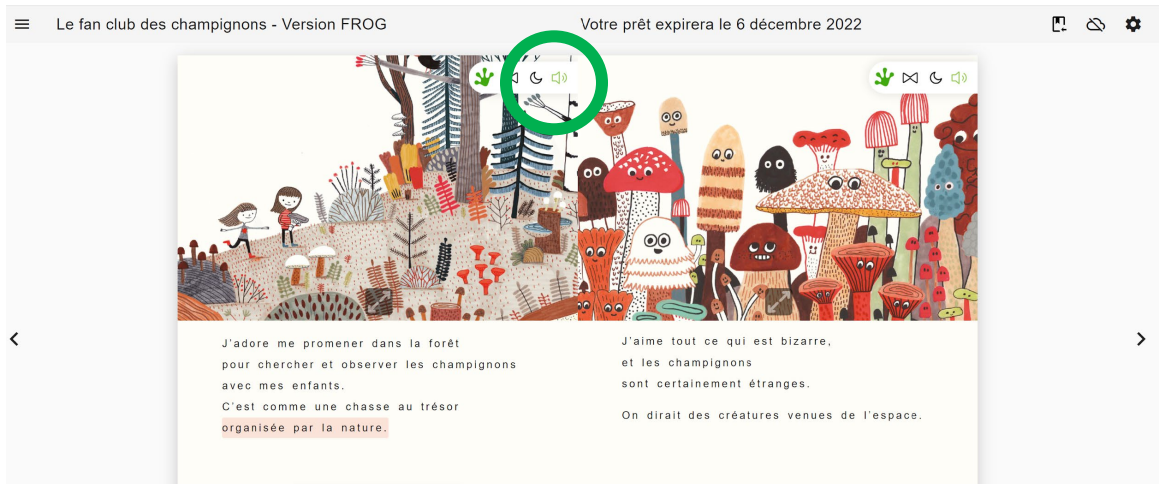 Le fan club des champignons - Version FROG
Votre prêt expirera le 6 décembre 2022
J'adore me promener dans la forêt
pour chercher et observer les champignons
avec mes enfants.
C'est comme une chasse au trésor
organisée par la nature.
J'aime tout ce qui est bizarre,
et les champignons
sont certainement étranges.
On dirait des créatures venues de l'espace.